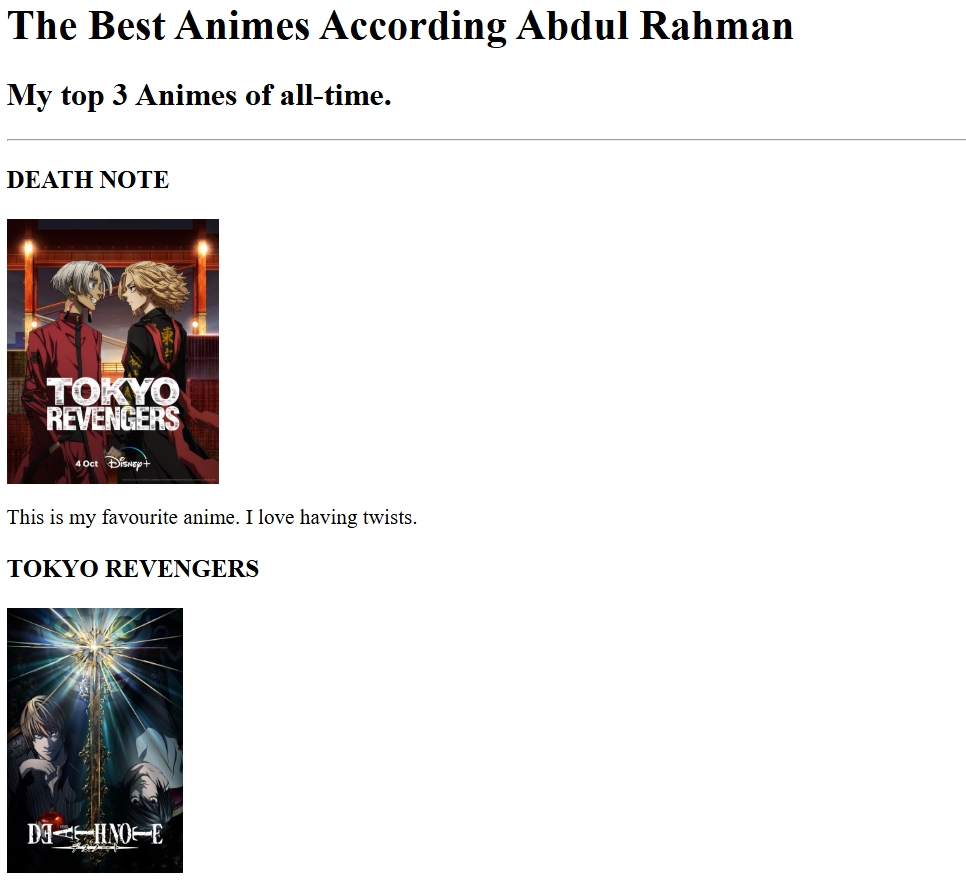 The Best Animes According Abdul Rahman
My top 3 Animes of all-time.
DEATH NOTE
東
TOKYO
REVENGERS
4 Oct Disney+
This is my favourite anime. I love having twists.
TOKYO REVENGERS
DEATH NOTE